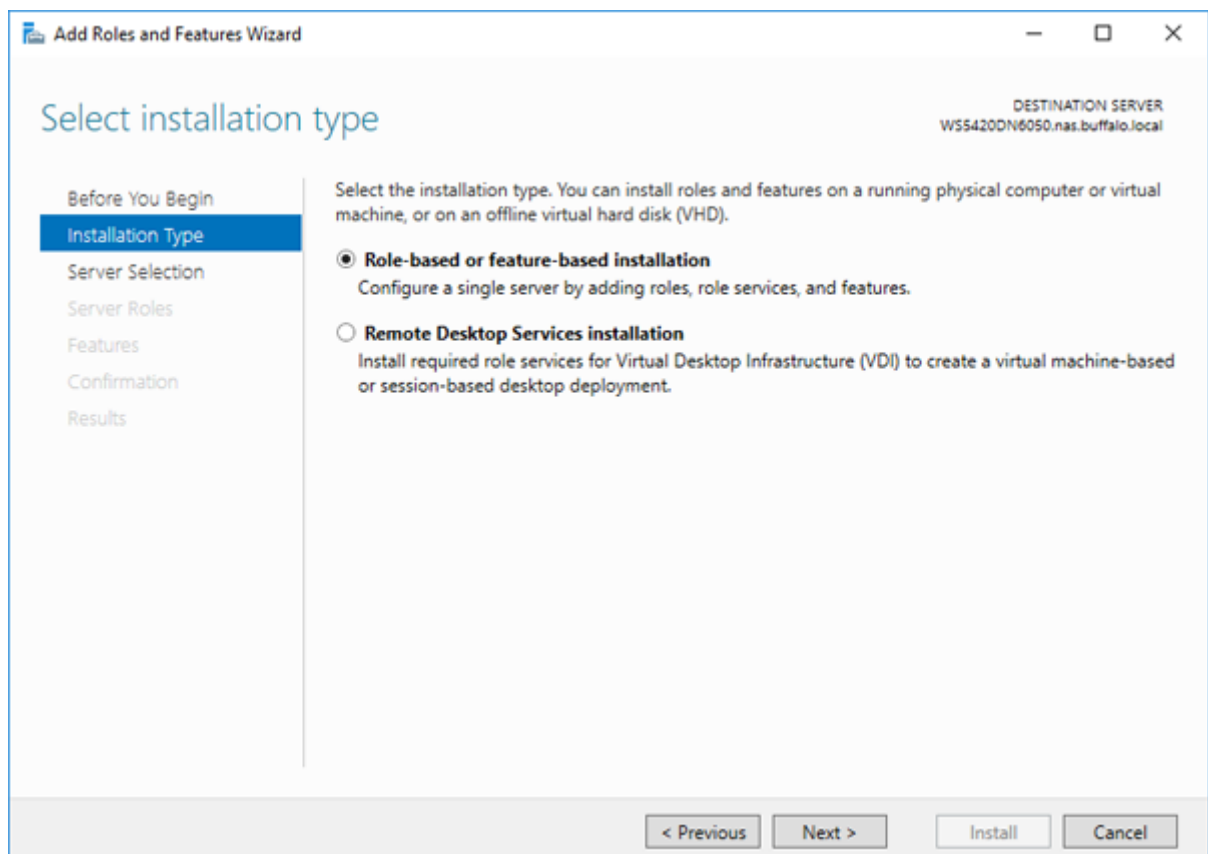 Add Roles and Features Wizard
Select installation type
DESTINATION SERVER
WS5420DN6050.nas.buffalo.local
Before You Begin
Installation Type
Server Selection
Server Roles
Features
Confirmation
Results
Select the installation type. You can install roles and features on a running physical computer or virtual
machine, or on an offline virtual hard disk (VHD).
Role-based or feature-based installation
Configure a single server by adding roles, role services, and features.
Remote Desktop Services installation
Install required role services for Virtual Desktop Infrastructure (VDI) to create a virtual machine-based
or session-based desktop deployment.
< Previous
Next >
Install
Cancel